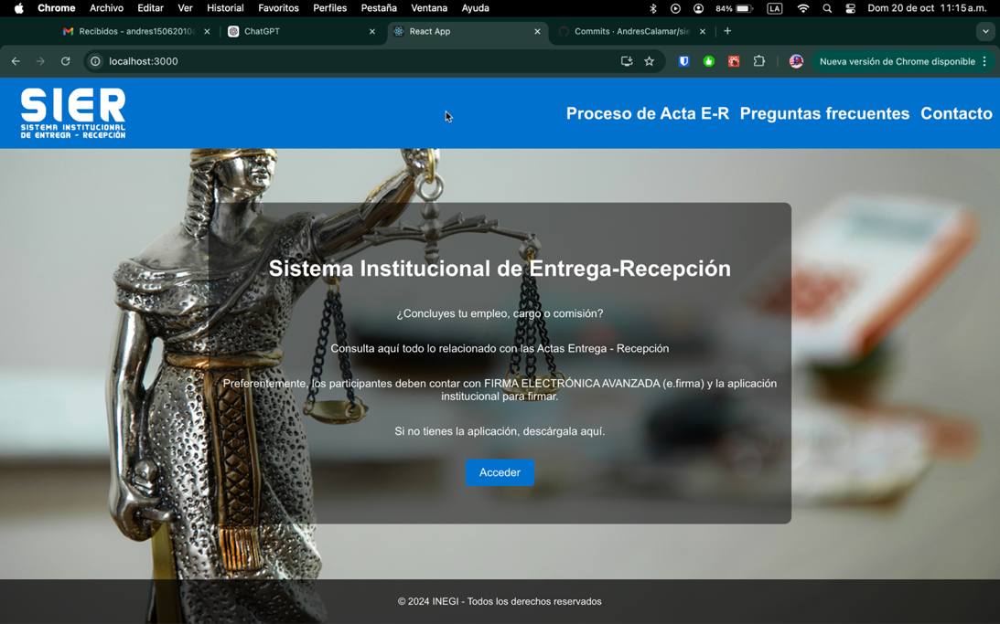 Chrome Archivo Editar Ver Historial Favoritos Perfiles Pestaña Ventana Ayuda 84% LA Dom 20 de oct 11:15 a.m.
Recibidos - andres15062010 ChatGPT React App Commits · AndresCalamar/sie
localhost:3000 Nueva versión de Chrome disponible
SIER
SISTEMA INSTITUCIONAL
DE ENTREGA - RECEPCIÓN
Proceso de Acta E-R Preguntas frecuentes Contacto
Sistema Institucional de Entrega-Recepción
¿Concluyes tu empleo, cargo o comisión?
Consulta aquí todo lo relacionado con las Actas Entrega - Recepción
Preferentemente, los participantes deben contar con FIRMA ELECTRÓNICA AVANZADA (e.firma) y la aplicación
institucional para firmar.
Si no tienes la aplicación, descárgala aquí.
Acceder
© 2024 INEGI - Todos los derechos reservados